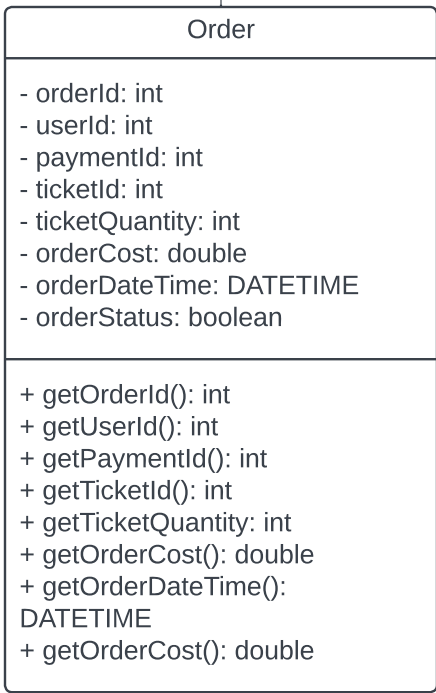 Order
- orderId: int
- userId: int
- paymentId: int
- ticketId: int
- ticketQuantity: int
- orderCost: double
- orderDateTime: DATETIME
- orderStatus: boolean
+ getOrderId(): int
+ getUserId(): int
+ getPaymentId(): int
+ getTicketId(): int
+ getTicketQuantity: int
+ getOrderCost(): double
+ getOrderDateTime():
DATETIME
+ getOrderCost(): double